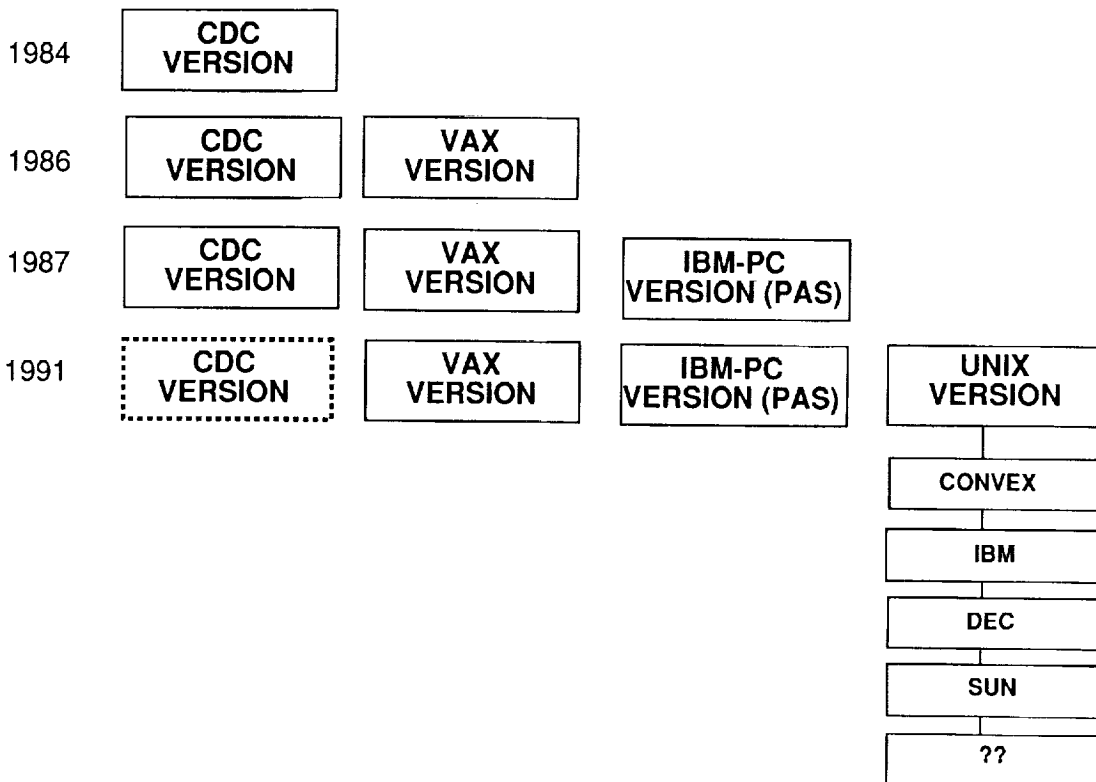 1984
CDC
VERSION
1986
CDC
VERSION
VAX
VERSION
1987
CDC
VERSION
VAX
VERSION
IBM-PC
VERSION (PAS)
1991
CDC
VERSION
VAX
VERSION
IBM-PC
VERSION (PAS)
UNIX
VERSION
CONVEX
IBM
DEC
SUN
??